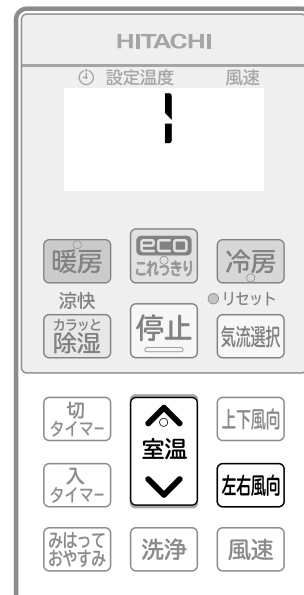 HITACHI
設定温度 風速
1
暖房
eco
これっきり
冷房
涼快
リセット
カラッと
除湿
停止
気流選択
切
タイマー
室温
上下風向
入
タイマー
左右風向
みはって
おやすみ
洗浄
風速